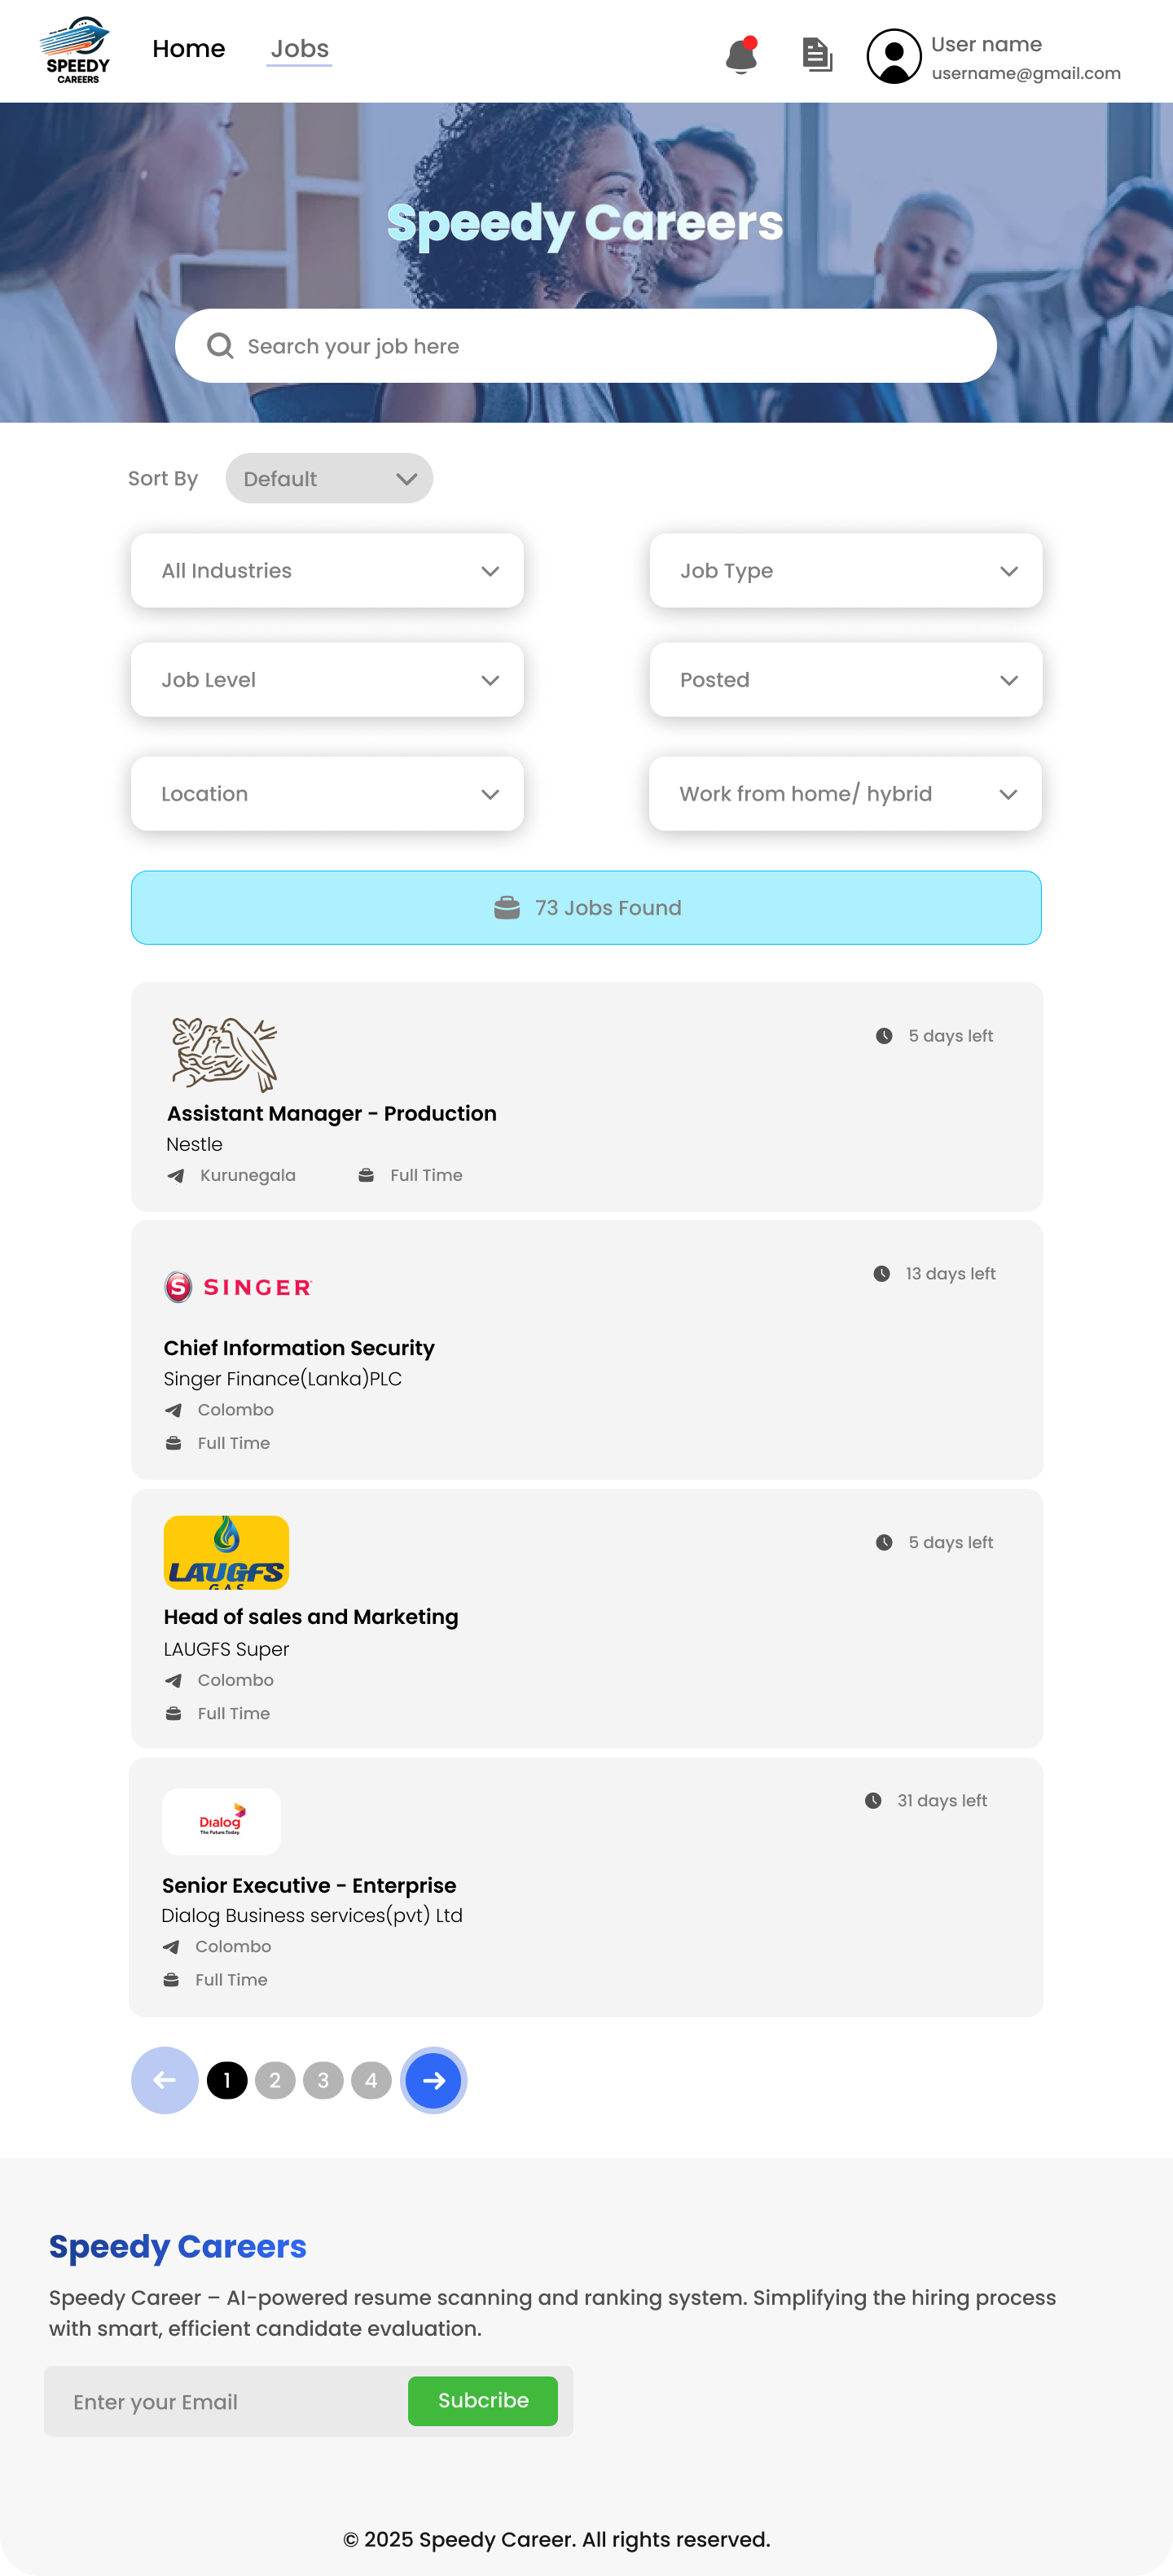 SPEEDY
CAREERS
Home
Jobs
User name
username@gmail.com
Speedy Careers
Search your job here
Sort By
Default
All Industries
Job Type
Job Level
Posted
Location
Work from home/ hybrid
73 Jobs Found
5 days left
Assistant Manager - Production
Nestle
Kurunegala
Full Time
S SINGER
13 days left
Chief Information Security
Singer Finance(Lanka)PLC
Colombo
Full Time
LAUGFS
GAS
5 days left
Head of sales and Marketing
LAUGFS Super
Colombo
Full Time
Dialog
The Future.Today.
31 days left
Senior Executive - Enterprise
Dialog Business services(pvt) Ltd
Colombo
Full Time
1 2 3 4
Speedy Careers
Speedy Career – AI-powered resume scanning and ranking system. Simplifying the hiring process
with smart, efficient candidate evaluation.
Enter your Email
Subcribe
© 2025 Speedy Career. All rights reserved.